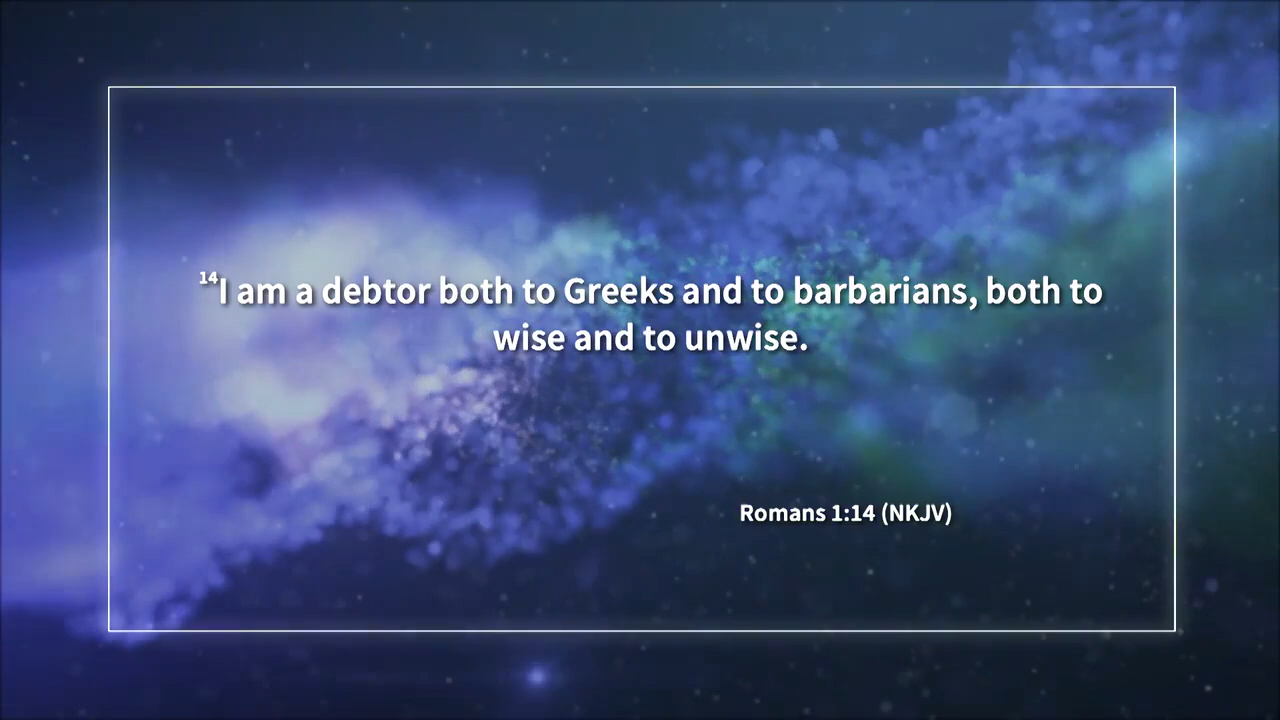 ¹⁴I am a debtor both to Greeks and to barbarians, both to
wise and to unwise.
Romans 1:14 (NKJV)